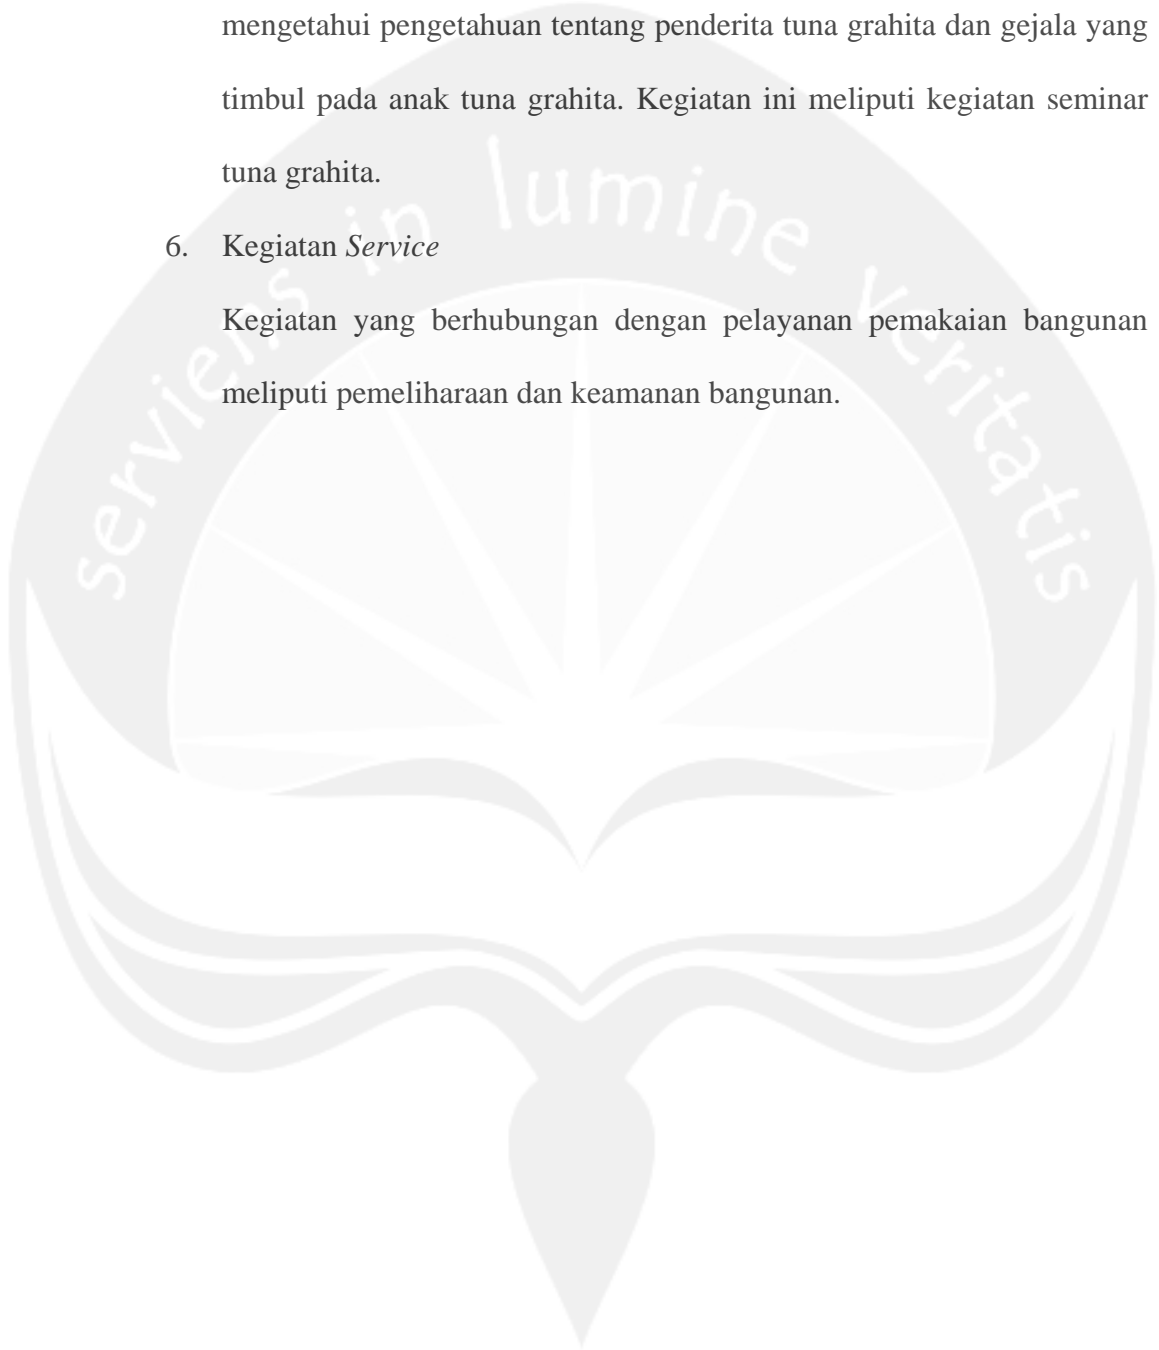 mengetahui pengetahuan tentang penderita tuna grahita dan gejala yang
timbul pada anak tuna grahita. Kegiatan ini meliputi kegiatan seminar
tuna grahita.
6. Kegiatan Service
Kegiatan yang berhubungan dengan pelayanan pemakaian bangunan
meliputi pemeliharaan dan keamanan bangunan.
serviens in lumine veritatis